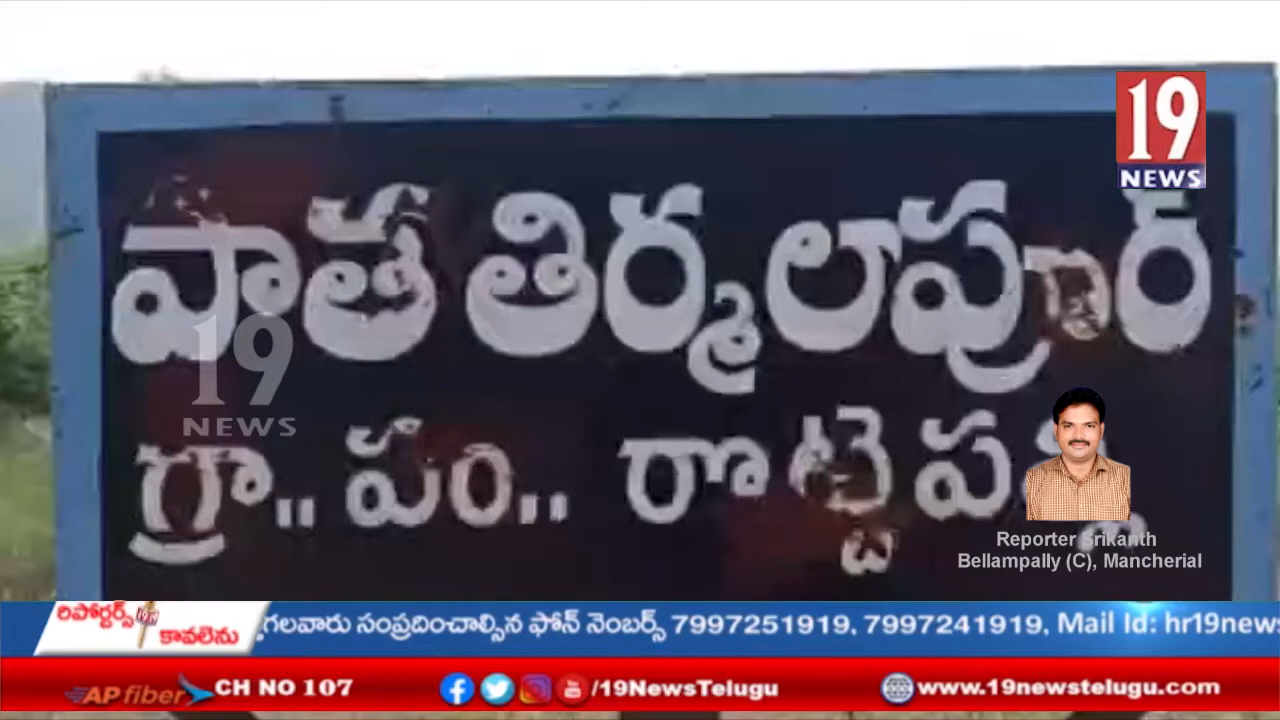 19
NEWS
పాత తిర్మలాపూర్
19
NEWS
గ్రా.. పం.. రొట్టెపల్లి
Reporter Srikanth
Bellampally (C), Mancherial
రిపోర్టర్స్
కావలెను
గలవారు సంప్రదించాల్సిన ఫోన్ నెంబర్స్ 7997251919, 7997241919, Mail Id: hr19news
AP fiber CH NO 107 /19NewsTelugu www.19newstelugu.com